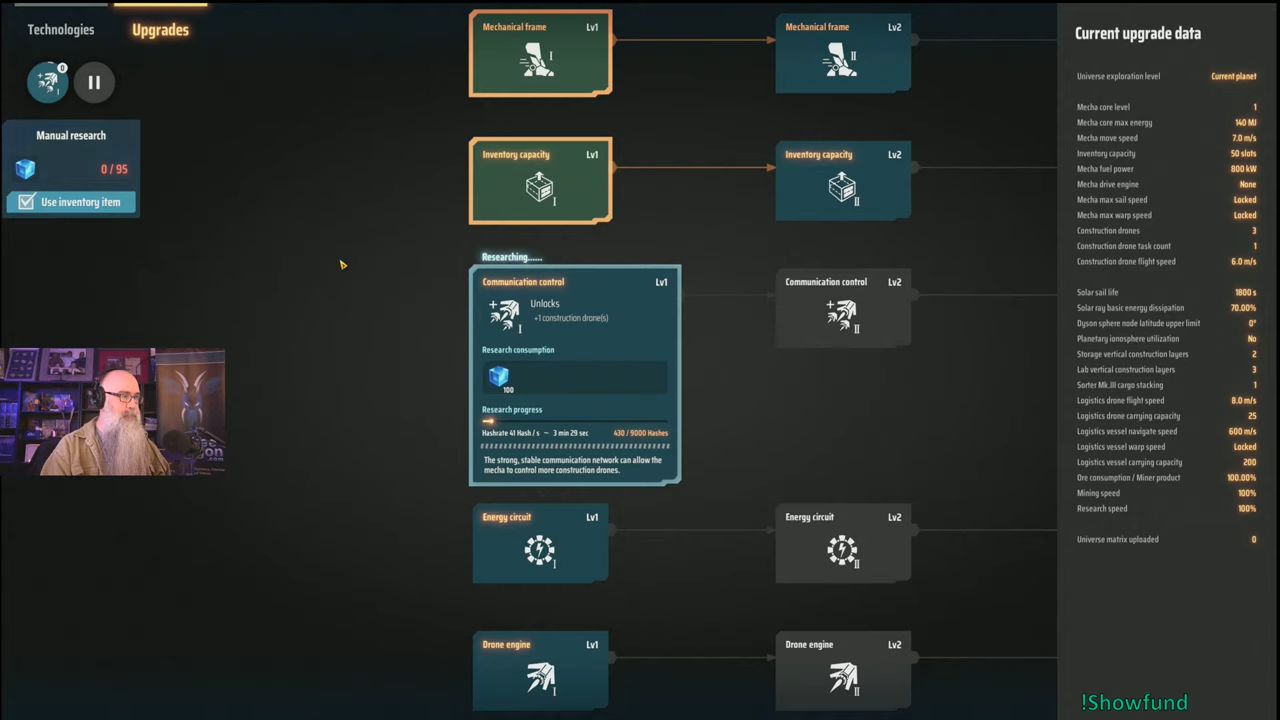 Technologies
Upgrades
0
I
Manual research
0 / 95
Use inventory item
Mechanical frame Lv1
I
Mechanical frame Lv2
II
Inventory capacity Lv1
I
Inventory capacity Lv2
II
Researching......
Communication control Lv1
Unlocks
+1 construction drone(s)
I
Research consumption
100
Research progress
Hashrate 41 Hash / s ~ 3 min 29 sec 430 / 9000 Hashes
The strong, stable communication network can allow the
mecha to control more construction drones.
Communication control Lv2
II
Energy circuit Lv1
I
Energy circuit Lv2
II
Drone engine Lv1
I
Drone engine Lv2
II
Current upgrade data
Universe exploration level Current planet
Mecha core level 1
Mecha core max energy 140 MJ
Mecha move speed 7.0 m/s
Inventory capacity 50 slots
Mecha fuel power 800 kW
Mecha drive engine None
Mecha max sail speed Locked
Mecha max warp speed Locked
Construction drones 3
Construction drone task count 1
Construction drone flight speed 6.0 m/s
Solar sail life 1800 s
Solar ray basic energy dissipation 70.00%
Dyson sphere node latitude upper limit 0°
Planetary ionosphere utilization No
Storage vertical construction layers 2
Lab vertical construction layers 3
Sorter Mk.III cargo stacking 1
Logistics drone flight speed 8.0 m/s
Logistics drone carrying capacity 25
Logistics vessel navigate speed 600 m/s
Logistics vessel warp speed Locked
Logistics vessel carrying capacity 200
Ore consumption / Miner product 100.00%
Mining speed 100%
Research speed 100%
Universe matrix uploaded 0
!Showfund